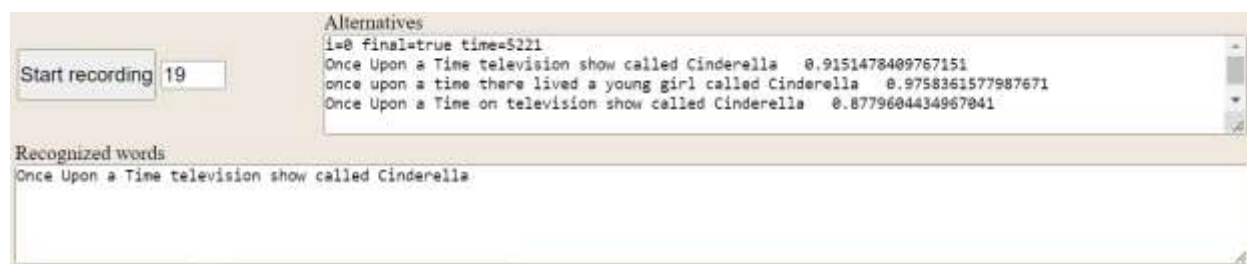 Alternatives
Start recording 19
i=0 final=true time=5221
Once Upon a Time television show called Cinderella 0.9151478409767151
once upon a time there lived a young girl called Cinderella 0.9758361577987671
Once Upon a Time on television show called Cinderella 0.8779604434967041
Recognized words
Once Upon a Time television show called Cinderella